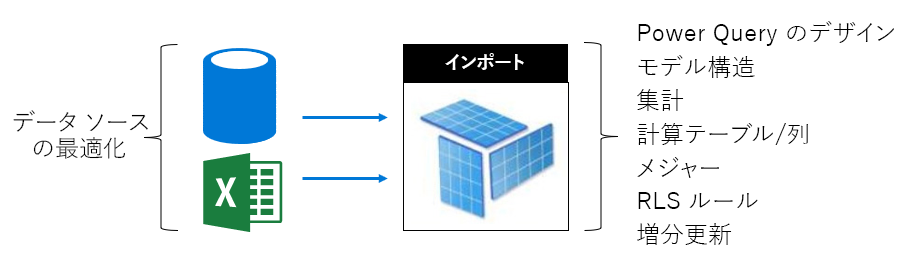 データ ソース
の最適化
X
インポート
Power Query のデザイン
モデル構造
集計
計算テーブル/列
メジャー
RLS ルール
増分更新